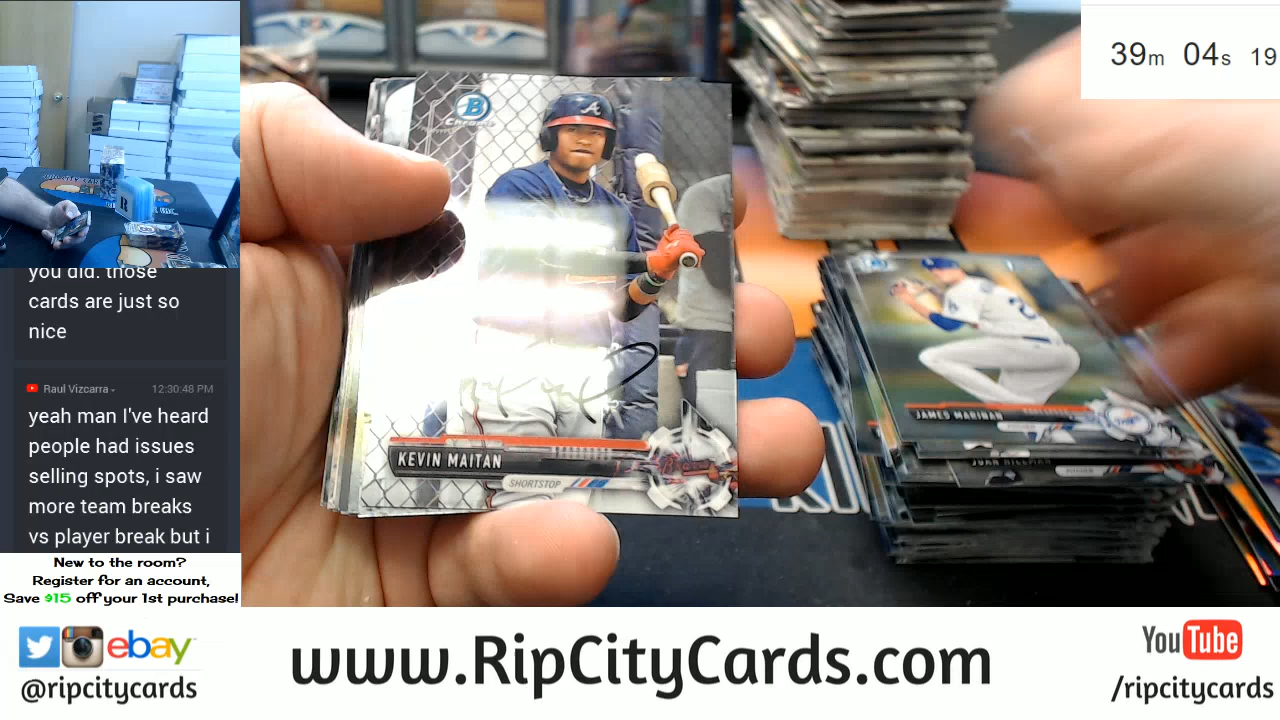 39m 04s 19
you did. those
cards are just so
nice
Raul Vizcarra 12:30:48 PM
yeah man I've heard
people had issues
selling spots, i saw
more team breaks
vs player break but i
New to the room?
Register for an account,
Save $15 off your 1st purchase!
B
CHROME
A
KEVIN MAITAN
SHORTSTOP
JAMES MARINAN
PITCHER
ebay
@ripcitycards
www.RipCityCards.com
YouTube
/ripcitycards